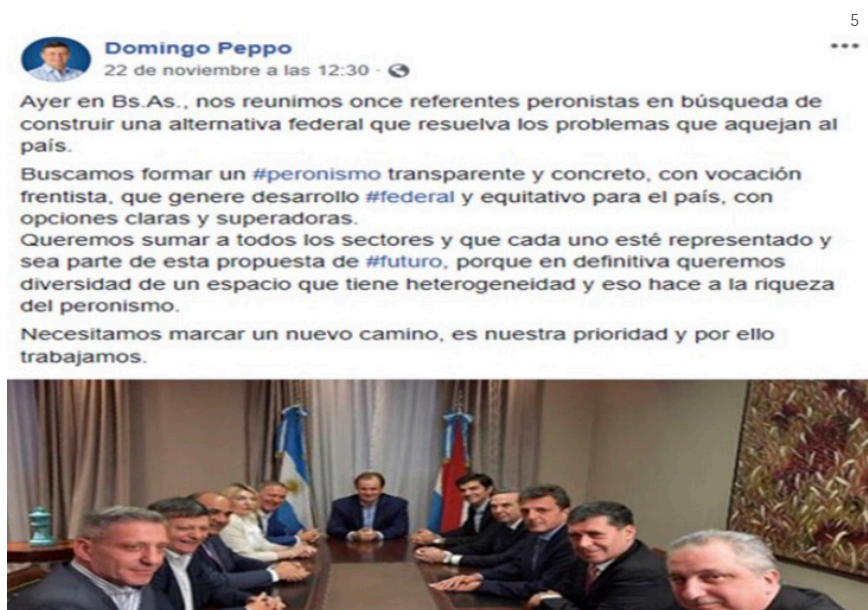 5
Domingo Peppo
22 de noviembre a las 12:30 ·
Ayer en Bs.As., nos reunimos once referentes peronistas en búsqueda de
construir una alternativa federal que resuelva los problemas que aquejan al
país.
Buscamos formar un #peronismo transparente y concreto, con vocación
frentista, que genere desarrollo #federal y equitativo para el país, con
opciones claras y superadoras.
Queremos sumar a todos los sectores y que cada uno esté representado y
sea parte de esta propuesta de #futuro, porque en definitiva queremos
diversidad de un espacio que tiene heterogeneidad y eso hace a la riqueza
del peronismo.
Necesitamos marcar un nuevo camino, es nuestra prioridad y por ello
trabajamos.